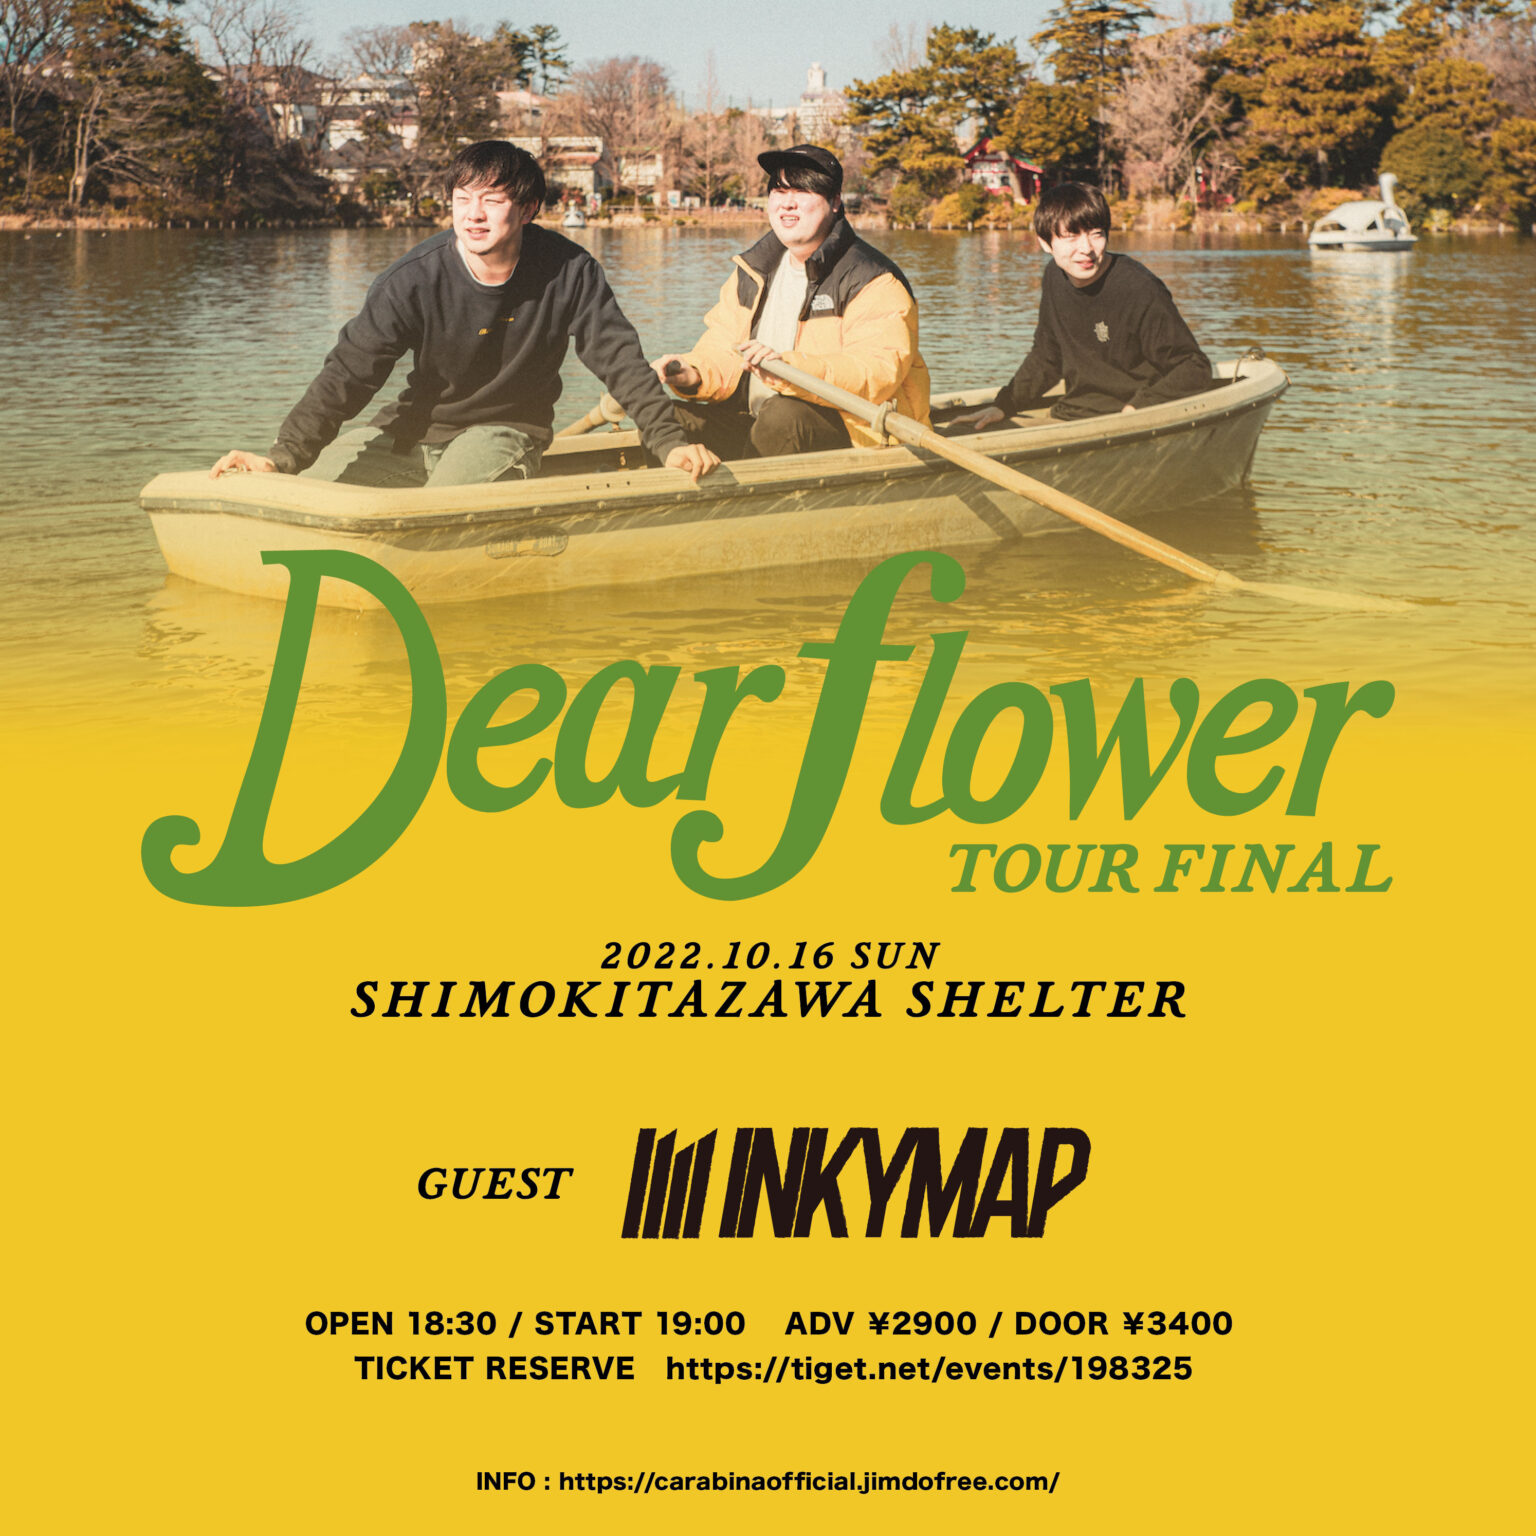 Dear flower
TOUR FINAL
2022.10.16 SUN
SHIMOKITAZAWA SHELTER
GUEST INKYMAP
OPEN 18:30 / START 19:00 ADV ¥2900 / DOOR ¥3400
TICKET RESERVE https://tiget.net/events/198325
INFO : https://carabinaofficial.jimdofree.com/